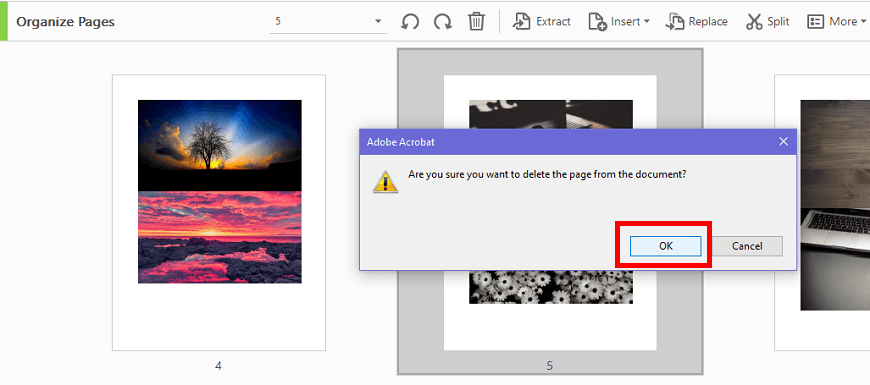 Organize Pages 5 Extract Insert Replace Split More
Adobe Acrobat
Are you sure you want to delete the page from the document?
OK Cancel
4 5